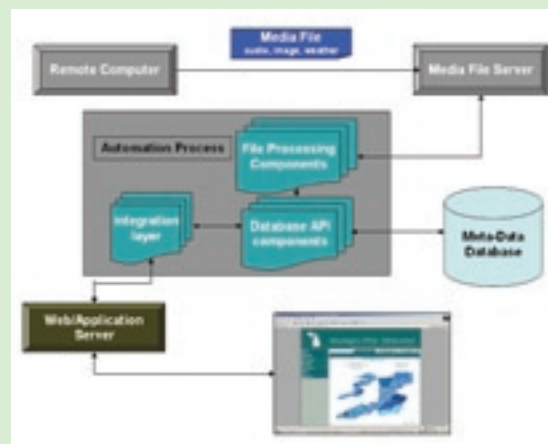 Media File
audio, image, weather
Remote Computer
Media File Server
Automation Process
File Processing
Components
Integration
layer
Database API
components
Meta-Data
Database
Web/Application
Server